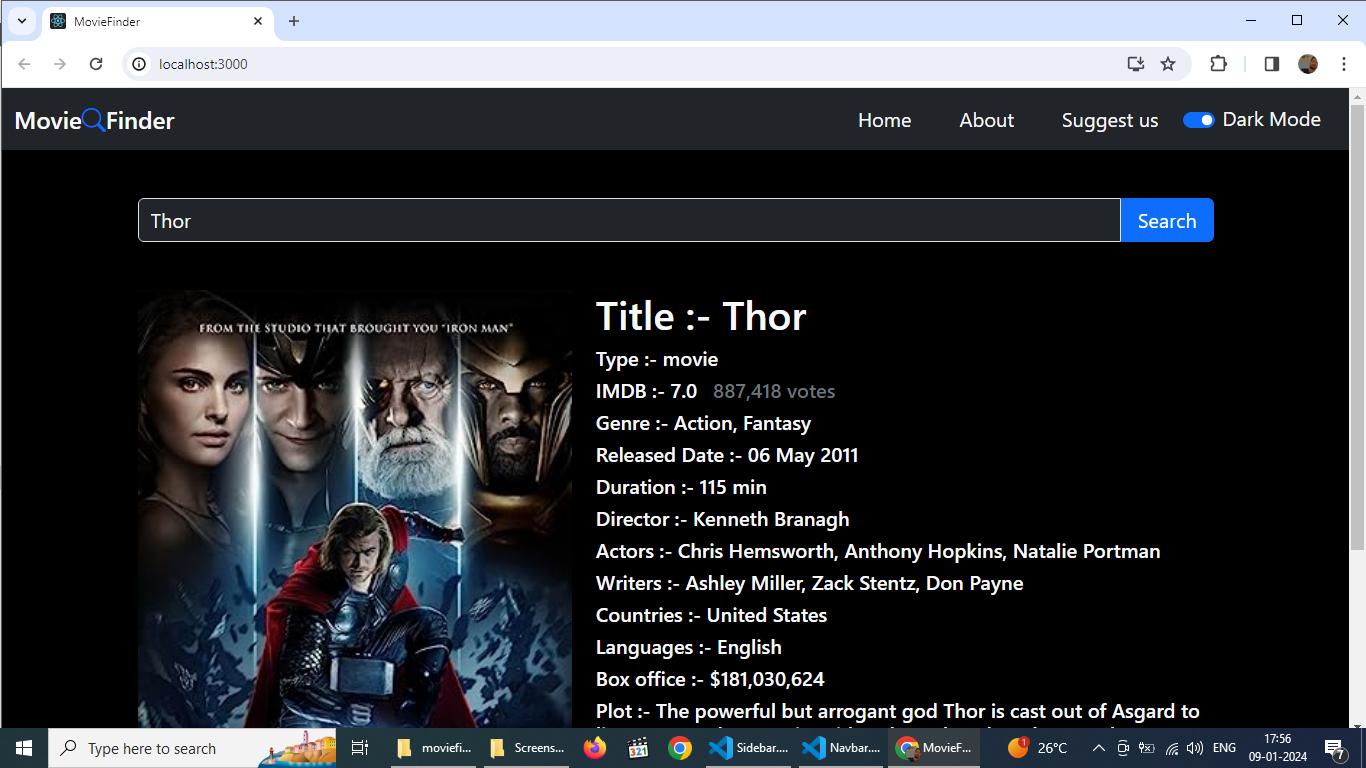 MovieFinder
localhost:3000
MovieFinder
Home About Suggest us Dark Mode
Thor Search
FROM THE STUDIO THAT BROUGHT YOU "IRON MAN"
Title :- Thor
Type :- movie
IMDB :- 7.0 887,418 votes
Genre :- Action, Fantasy
Released Date :- 06 May 2011
Duration :- 115 min
Director :- Kenneth Branagh
Actors :- Chris Hemsworth, Anthony Hopkins, Natalie Portman
Writers :- Ashley Miller, Zack Stentz, Don Payne
Countries :- United States
Languages :- English
Box office :- $181,030,624
Plot :- The powerful but arrogant god Thor is cast out of Asgard to
Type here to search moviefi... Screens... 321 Sidebar.... Navbar.... MovieF... 1 26°C ENG 17:56
09-01-2024 7